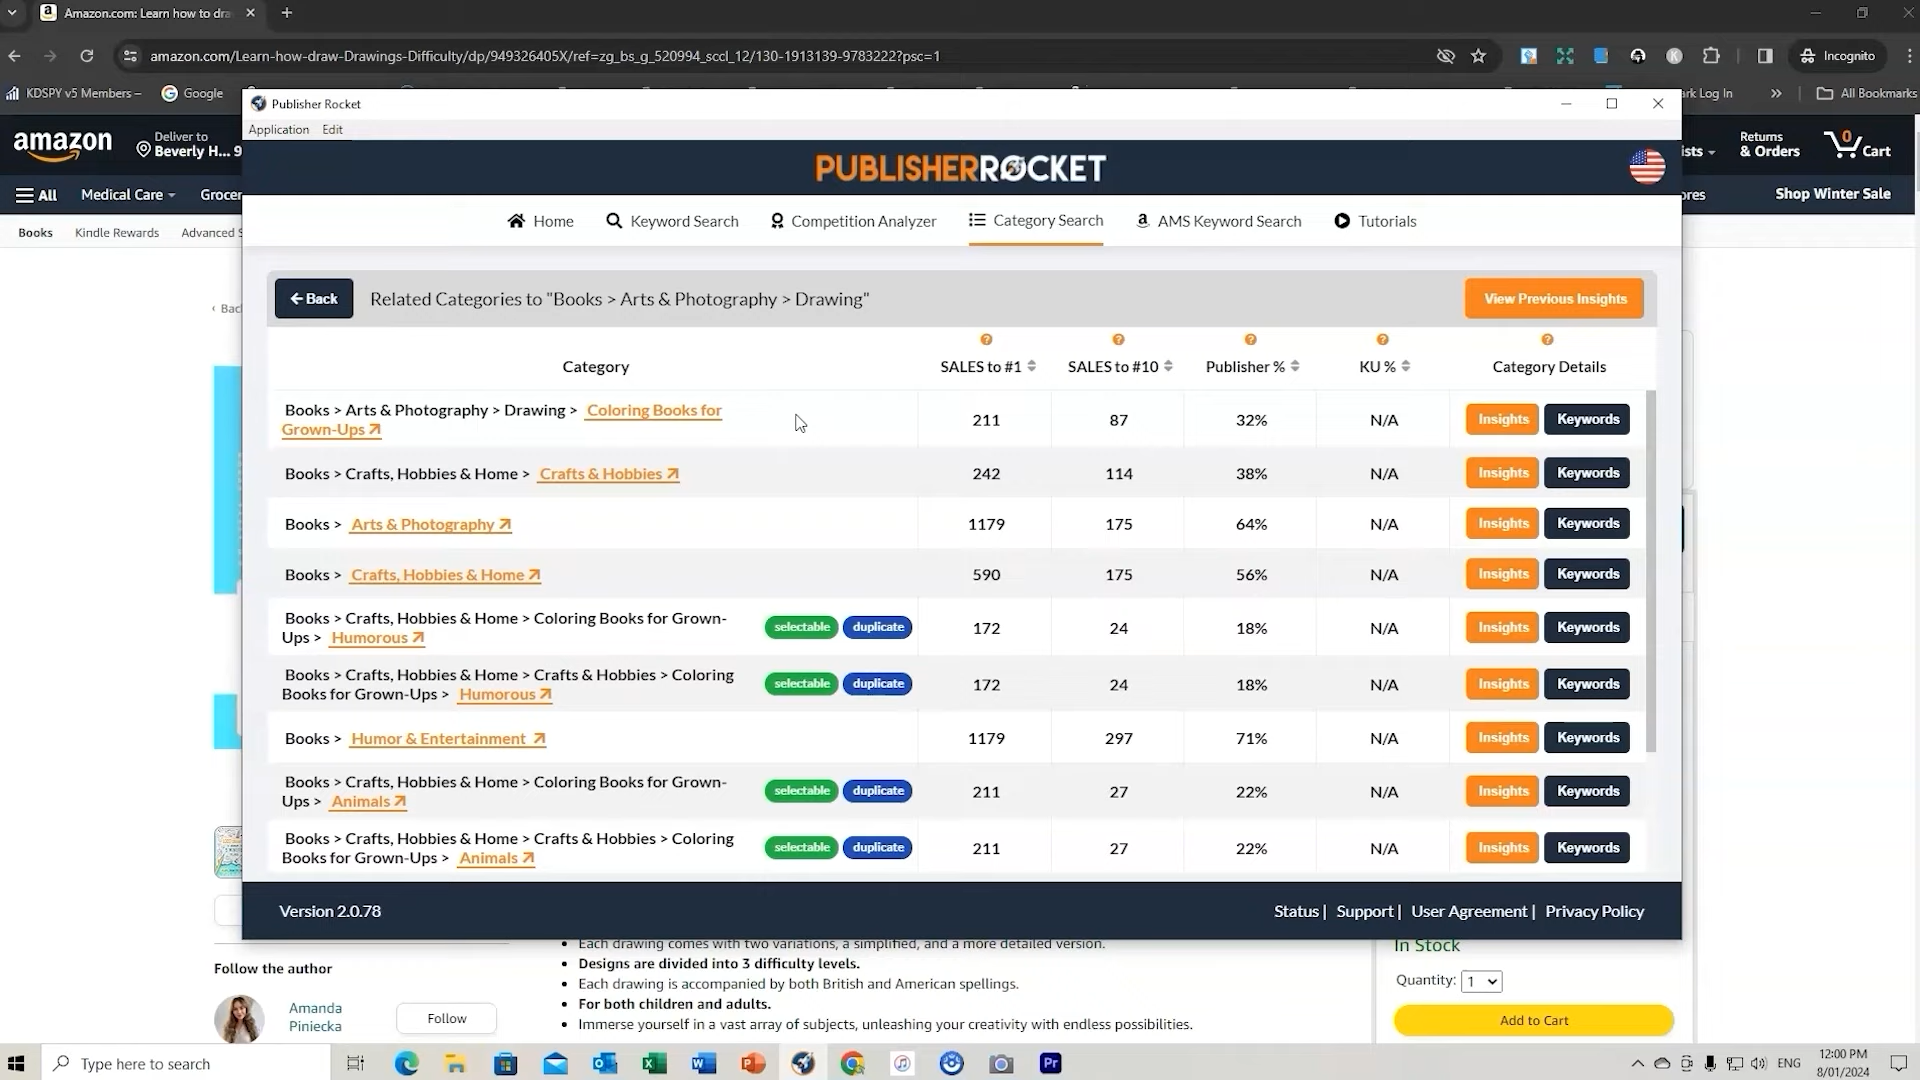 Amazon.com: Learn how to dra
amazon.com/Learn-how-draw-Drawings-Difficulty/dp/949326405X/ref=zg_bs_g_520994_sccl_12/130-1913139-9783222?psc=1
Incognito
KDSPY v5 Members –
Google
ark Log In
All Bookmarks
Publisher Rocket
Application Edit
amazon
Deliver to
Beverly H... 9
Returns
& Orders
0
Cart
PUBLISHERROCKET
All
Medical Care
Grocer
Shop Winter Sale
Books
Kindle Rewards
Advanced S
Home
Keyword Search
Competition Analyzer
Category Search
AMS Keyword Search
Tutorials
Back
Related Categories to "Books > Arts & Photography > Drawing"
View Previous Insights
Category
SALES to #1
SALES to #10
Publisher %
KU %
Category Details
Books > Arts & Photography > Drawing > Coloring Books for
Grown-Ups
211
87
32%
N/A
Insights
Keywords
Books > Crafts, Hobbies & Home > Crafts & Hobbies
242
114
38%
N/A
Insights
Keywords
Books > Arts & Photography
1179
175
64%
N/A
Insights
Keywords
Books > Crafts, Hobbies & Home
590
175
56%
N/A
Insights
Keywords
Books > Crafts, Hobbies & Home > Coloring Books for Grown-
Ups > Humorous
selectable
duplicate
172
24
18%
N/A
Insights
Keywords
Books > Crafts, Hobbies & Home > Crafts & Hobbies > Coloring
Books for Grown-Ups > Humorous
selectable
duplicate
172
24
18%
N/A
Insights
Keywords
Books > Humor & Entertainment
1179
297
71%
N/A
Insights
Keywords
Books > Crafts, Hobbies & Home > Coloring Books for Grown-
Ups > Animals
selectable
duplicate
211
27
22%
N/A
Insights
Keywords
Books > Crafts, Hobbies & Home > Crafts & Hobbies > Coloring
Books for Grown-Ups > Animals
selectable
duplicate
211
27
22%
N/A
Insights
Keywords
Version 2.0.78
Status | Support | User Agreement | Privacy Policy
Each drawing comes with two variations, a simplified, and a more detailed version.
Designs are divided into 3 difficulty levels.
Each drawing is accompanied by both British and American spellings.
For both children and adults.
Immerse yourself in a vast array of subjects, unleashing your creativity with endless possibilities.
Follow the author
Amanda
Piniecka
Follow
In Stock
Quantity: 1
Add to Cart
Type here to search
ENG
12:00 PM
8/01/2024